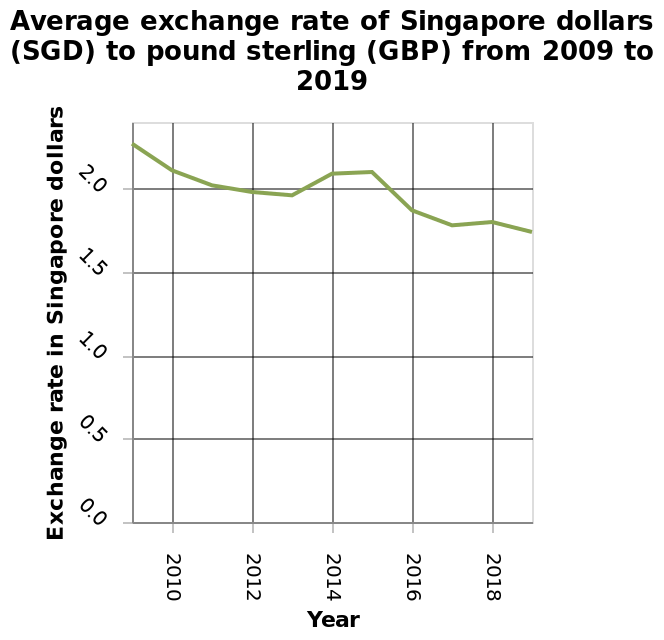 Average exchange rate of Singapore dollars
(SGD) to pound sterling (GBP) from 2009 to
2019
Exchange rate in Singapore dollars
2.0
1.5
1.0
0.5
0.0
2010
2012
2014
2016
2018
Year